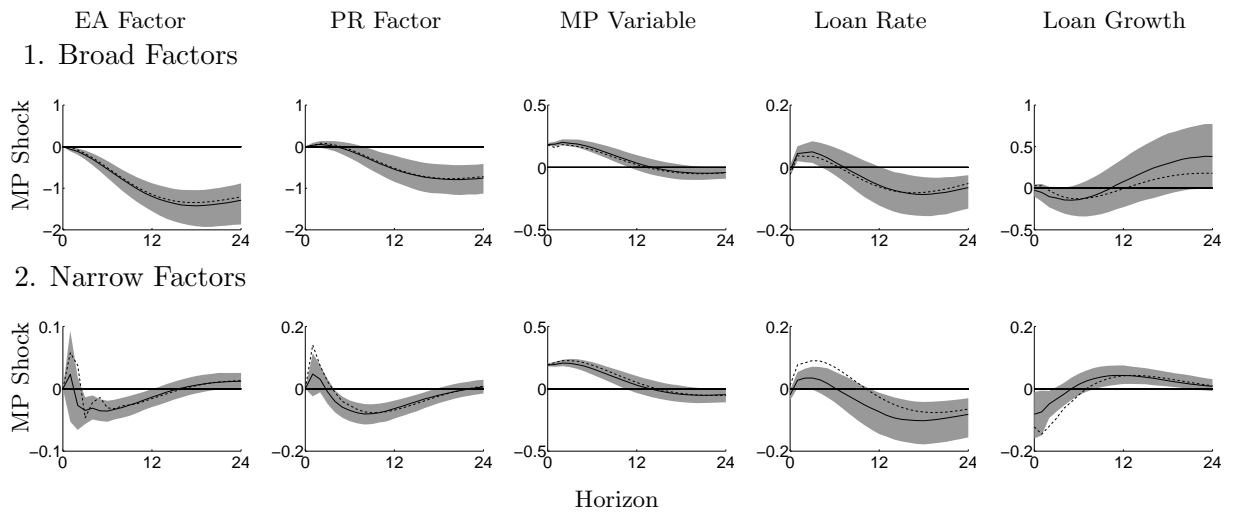 EA Factor PR Factor MP Variable Loan Rate Loan Growth
1. Broad Factors
MP Shock
1 0 −1 −2 0 12 24
1 0 −1 −2 0 12 24
0.5 0 −0.5 0 12 24
0.2 0 −0.2 0 12 24
1 0.5 0 −0.5 0 12 24
2. Narrow Factors
MP Shock
0.1 0 −0.1 0 12 24
0.2 0 −0.2 0 12 24
0.5 0 −0.5 0 12 24
0.2 0 −0.2 0 12 24
0.2 0 −0.2 0 12 24
Horizon